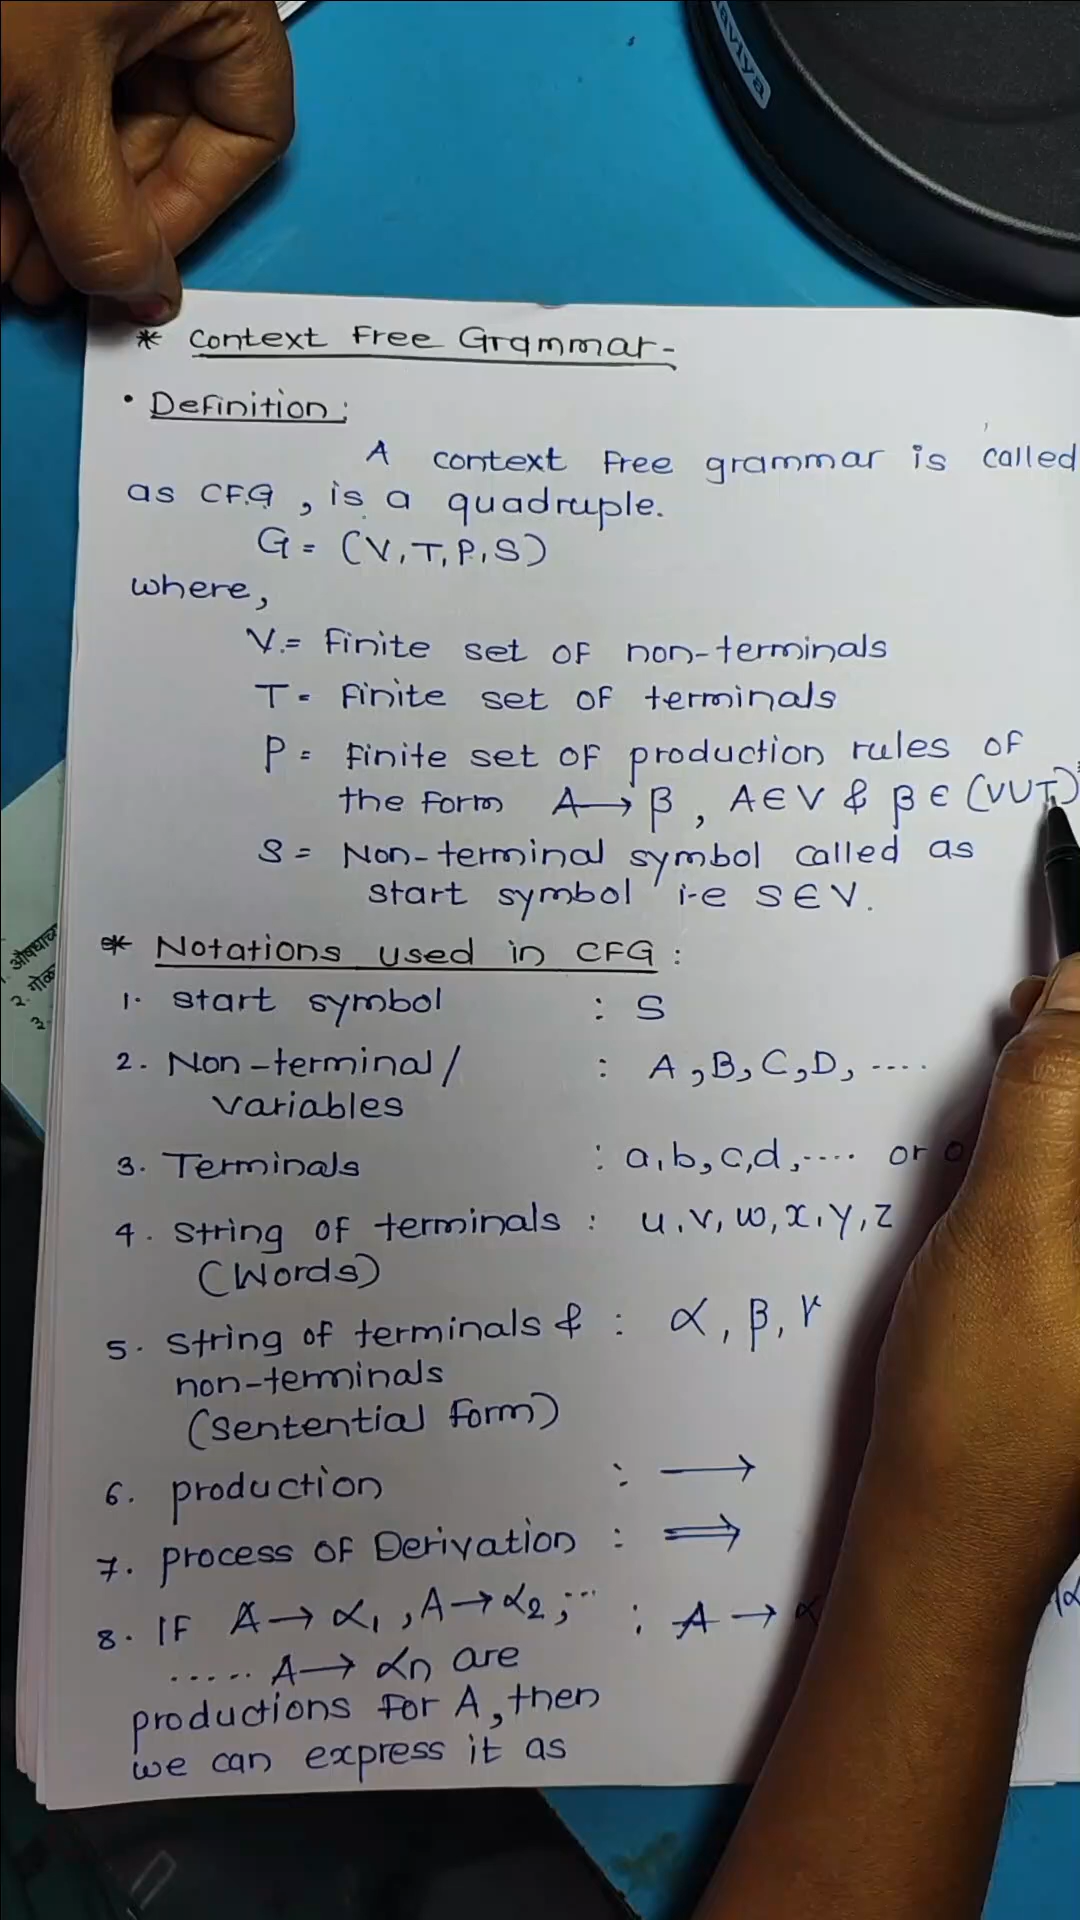 aviya
* Context Free Grammar-
• Definition:
A context free grammar is called
as CFG, is a quadruple.
G = (V, T, P, S)
where,
V = Finite set of non-terminals
T = Finite set of terminals
P = finite set of production rules of
the form A → β, A ∈ V & β ∈ (V∪T)*
S = Non-terminal symbol called as
start symbol i-e S ∈ V.
* Notations used in CFG :
1. start symbol : S
2. Non-terminal/ : A, B, C, D, ....
variables
3. Terminals : a, b, c, d, .... or
4. String of terminals : u, v, w, x, y, z
(Words)
5. string of terminals & : α, β, γ
non-terminals
(Sentential Form)
6. production : →
7. process of Derivation : ⇒
8. IF A → α1, A → α2, ... : A → α
..... A → αn are
productions for A, then
we can express it as
२. गोळ
३.